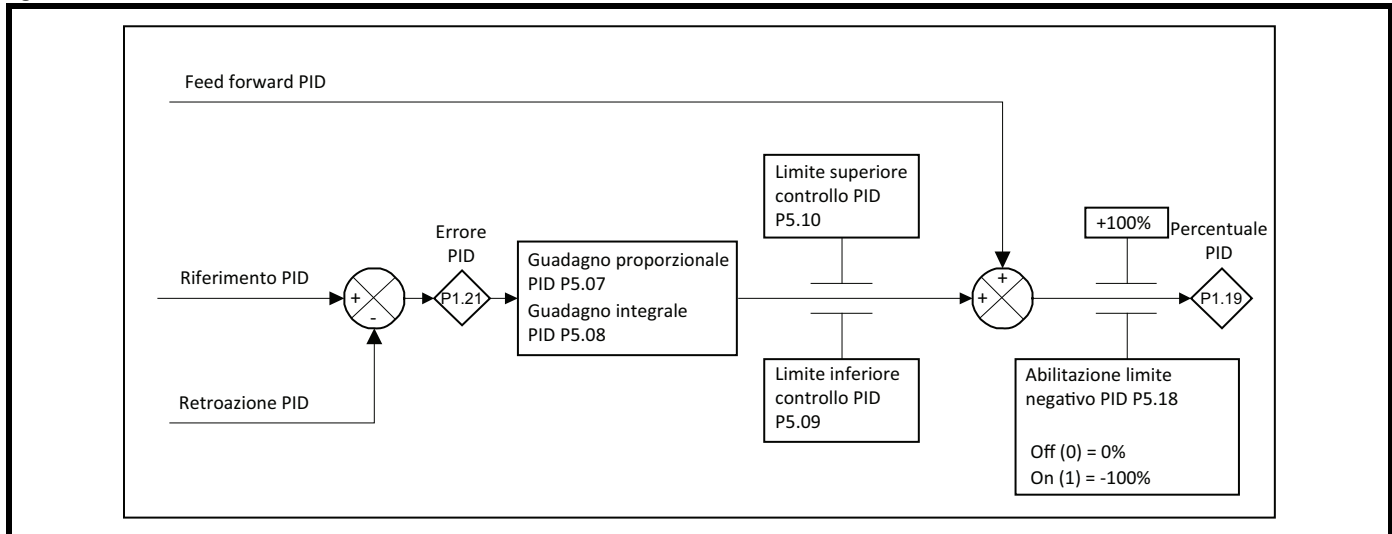 Feed forward PID
Limite superiore
controllo PID
P5.10
+100%
Percentuale
PID
Errore
PID
Riferimento PID
+
-
P1.21
Guadagno proporzionale
PID P5.07
Guadagno integrale
PID P5.08
+
+
P1.19
Retroazione PID
Limite inferiore
controllo PID
P5.09
Abilitazione limite
negativo PID P5.18
Off (0) = 0%
On (1) = -100%